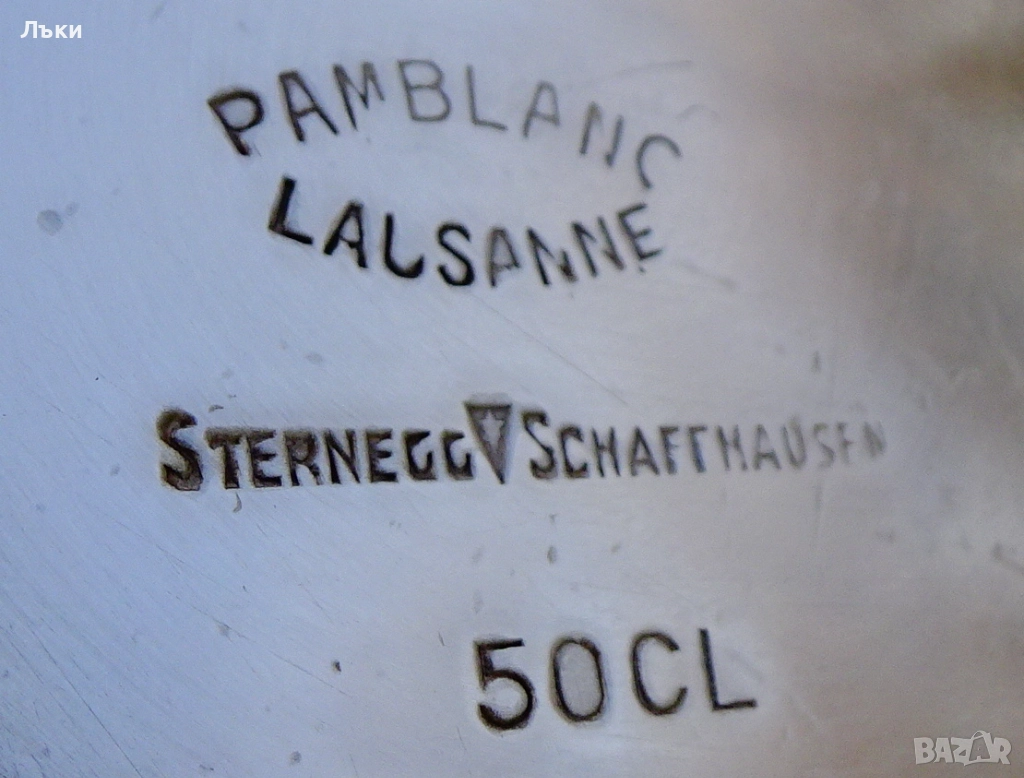 Лъки
PAMBLANC
LAUSANNE
STERNEGG SCHAFFHAUSEN
50CL
BAZAR